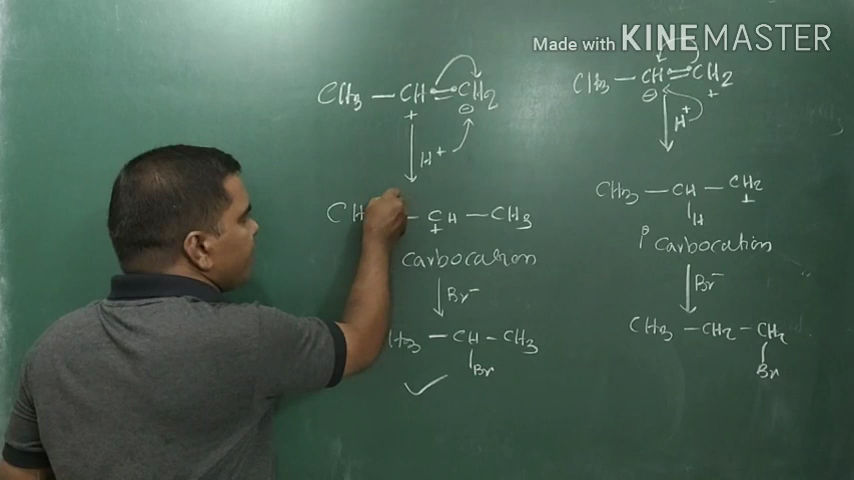 Made with KINEMASTER
CH3 — CH = CH2
+ ⊖
H+
CH — CH — CH3
+
carbocation
Br−
H3 — CH — CH3
Br
✓
CH3 — CH = CH2
⊖ +
H+
CH3 — CH — CH2
H +
1° Carbocation
Br−
CH3 — CH2 — CH2
Br